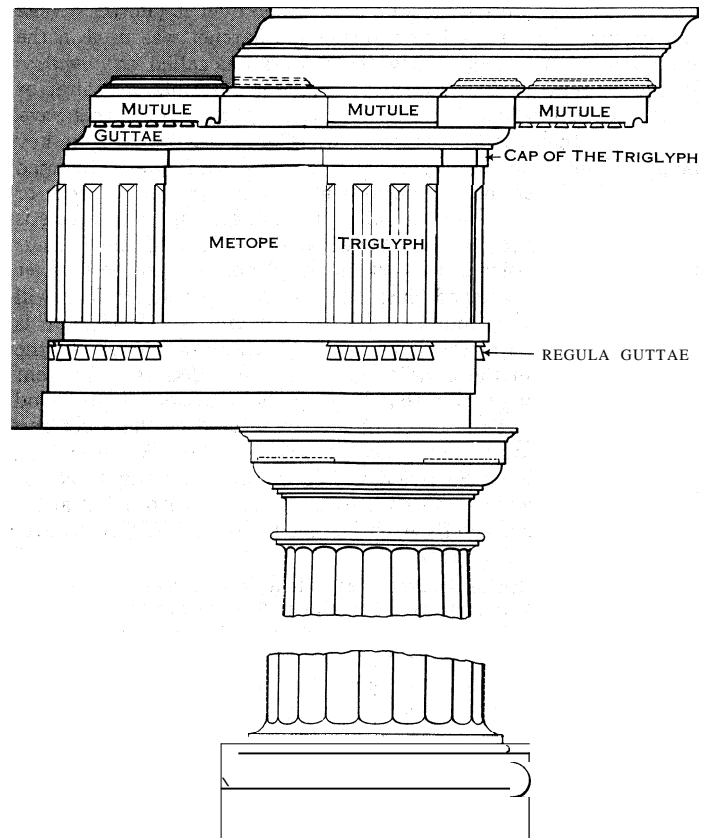 MUTULE MUTULE MUTULE
GUTTAE
CAP OF THE TRIGLYPH
METOPE TRIGLYPH
REGULA GUTTAE